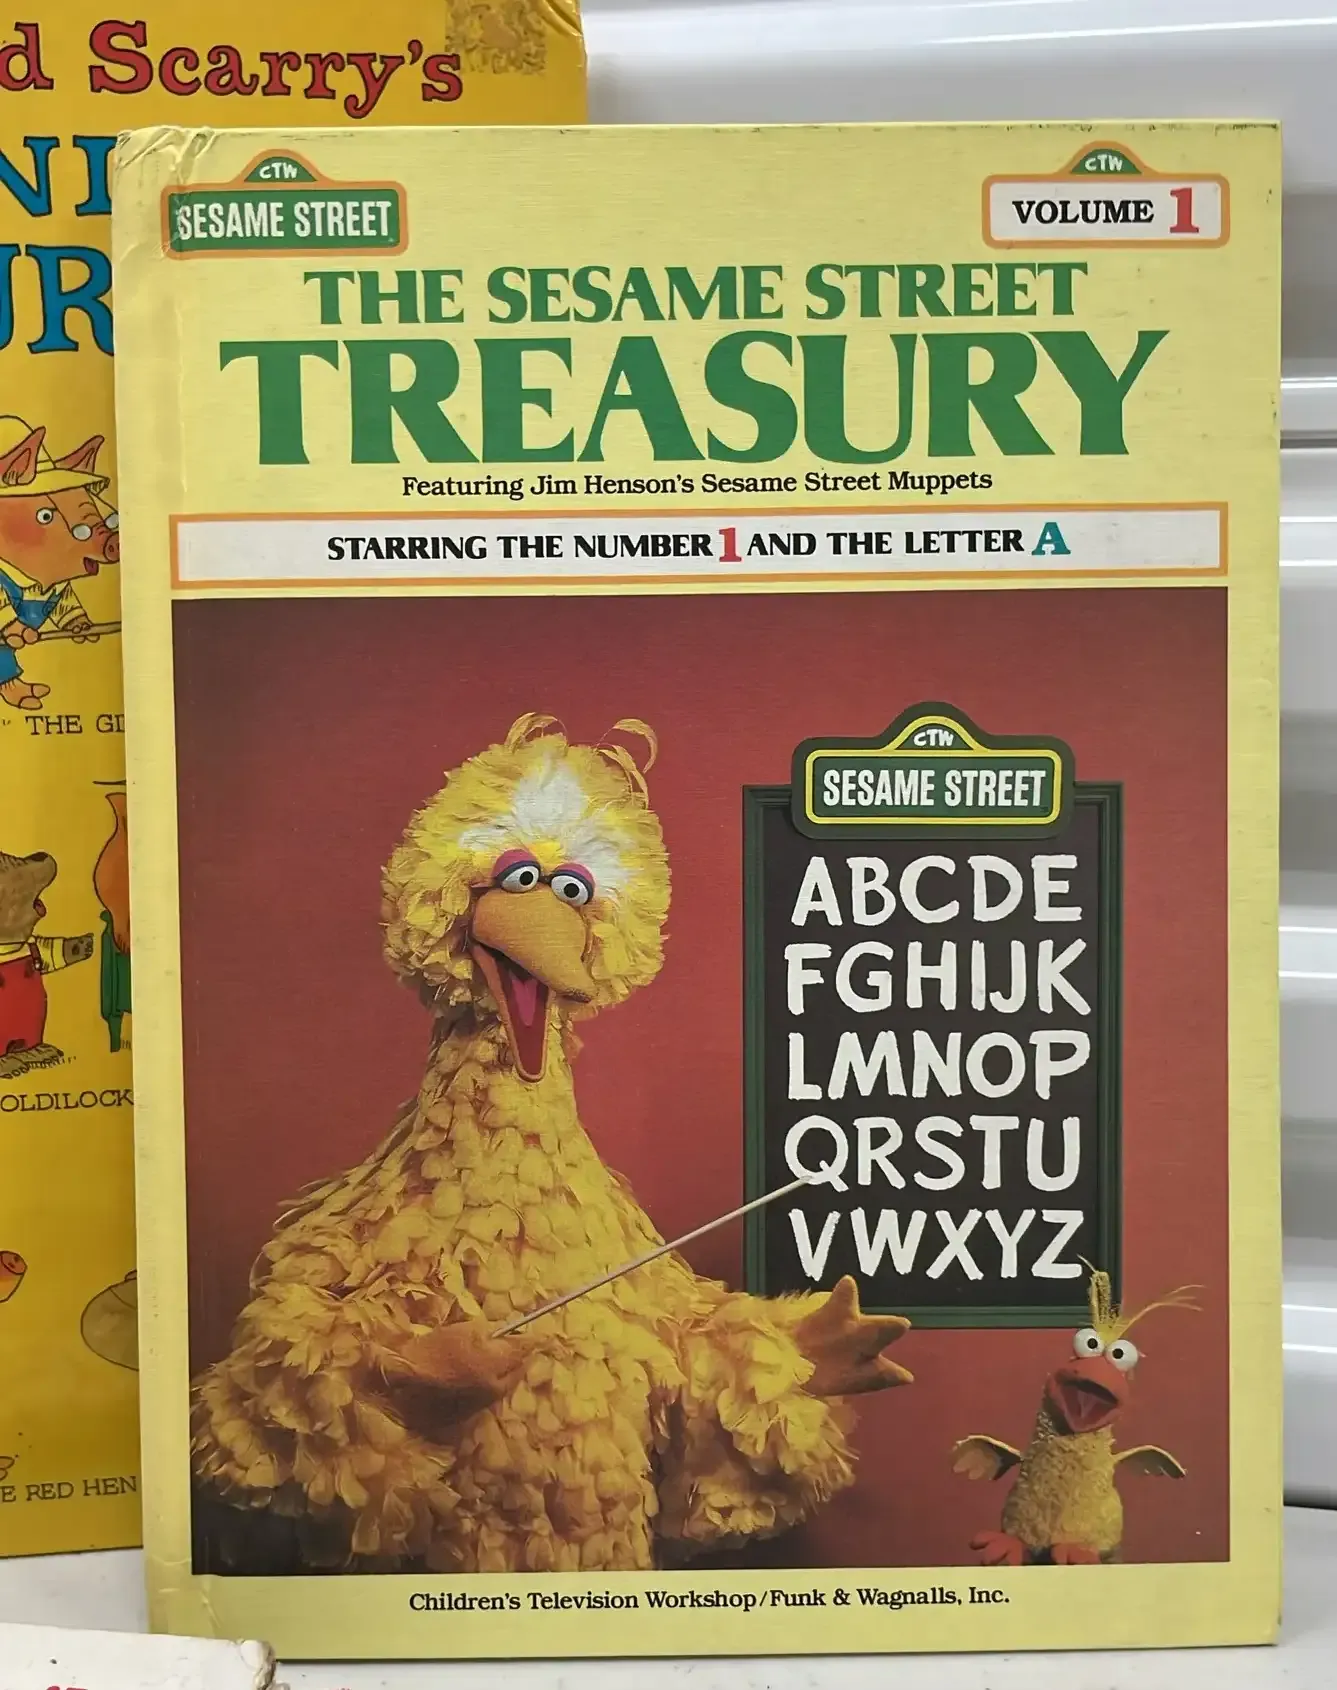 d Scarry's
CTW
SESAME STREET
CTW
VOLUME 1
THE SESAME STREET
TREASURY
Featuring Jim Henson's Sesame Street Muppets
STARRING THE NUMBER 1 AND THE LETTER A
CTW
SESAME STREET
ABCDE
FGHIJK
LMNOP
QRSTU
VWXYZ
Children's Television Workshop/Funk & Wagnalls, Inc.
NI
UR
" THE GI
OLDILOCK
E RED HEN